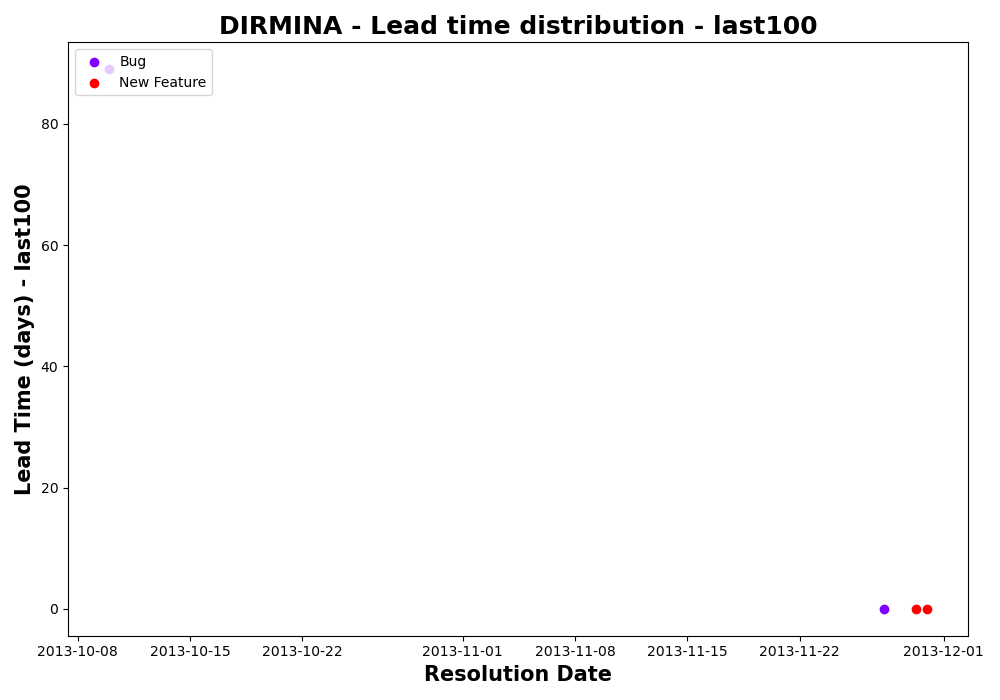 DIRMINA - Lead time distribution - last100
Bug
New Feature
Lead Time (days) - last100
80
60
40
20
0
2013-10-08
2013-10-15
2013-10-22
2013-11-01
2013-11-08
2013-11-15
2013-11-22
2013-12-01
Resolution Date